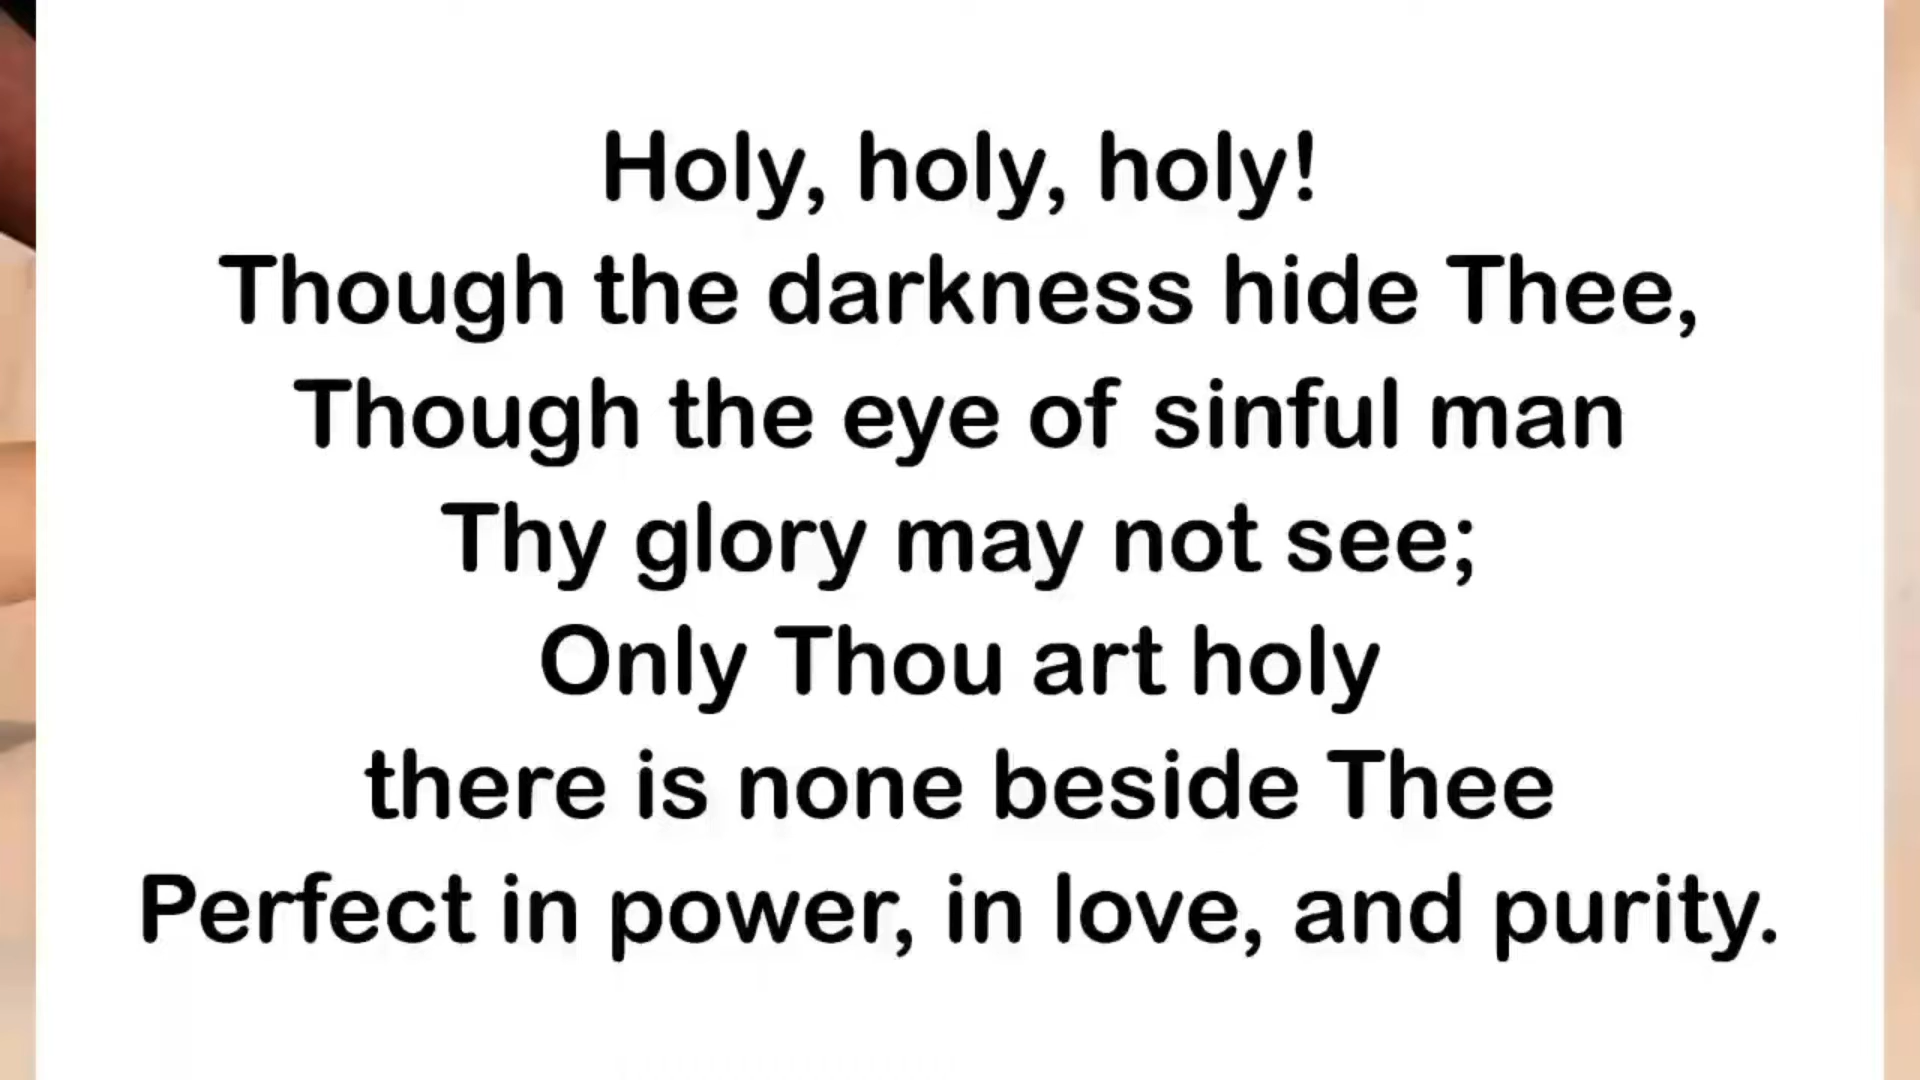 Holy, holy, holy!
Though the darkness hide Thee,
Though the eye of sinful man
Thy glory may not see;
Only Thou art holy
there is none beside Thee
Perfect in power, in love, and purity.